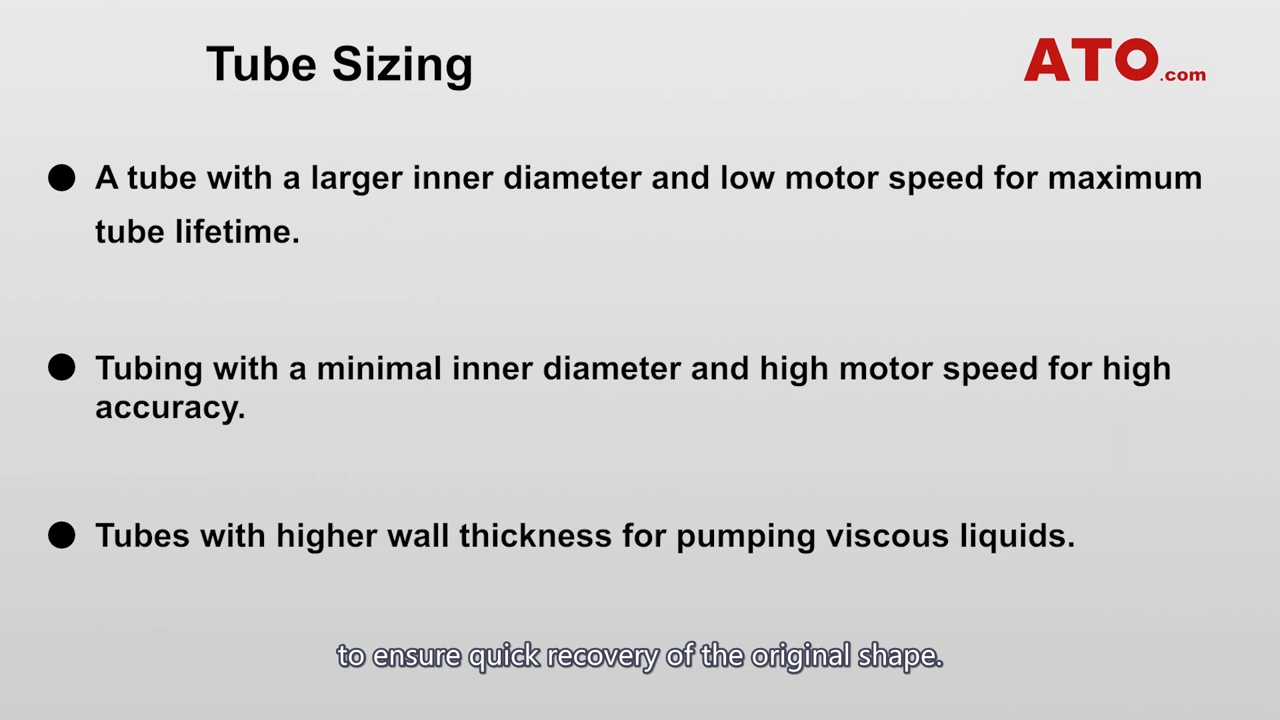 Tube Sizing
ATO.com
● A tube with a larger inner diameter and low motor speed for maximum
tube lifetime.
● Tubing with a minimal inner diameter and high motor speed for high
accuracy.
● Tubes with higher wall thickness for pumping viscous liquids.
to ensure quick recovery of the original shape.